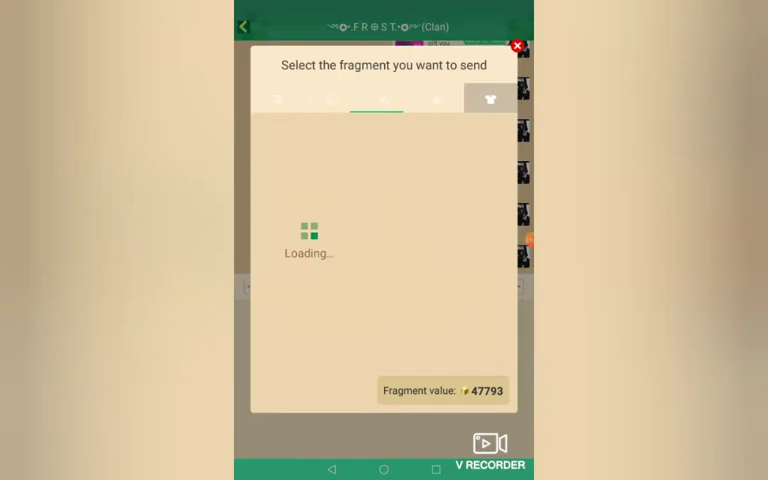 ༺✪•.F R ⊕ S T.•✪༻(Clan)
Select the fragment you want to send
Loading...
Fragment value: 47793
V RECORDER